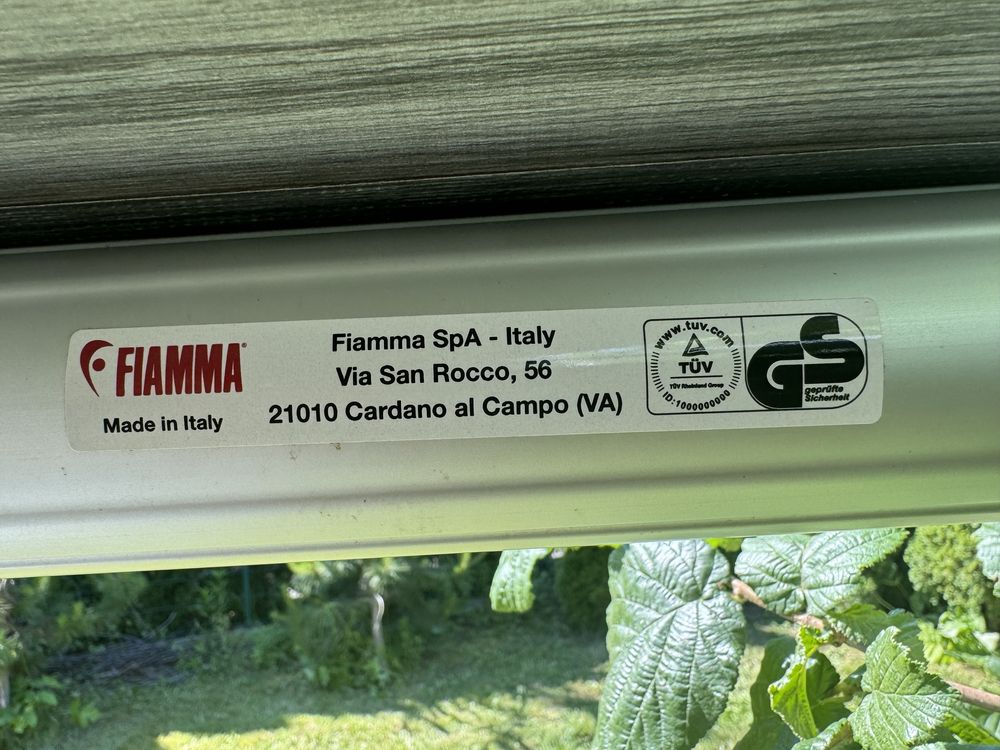 FIAMMA®
Made in Italy
Fiamma SpA - Italy
Via San Rocco, 56
21010 Cardano al Campo (VA)
www.tuv.com
TÜV
TÜV Rheinland Group
ID:1000000000
GS
geprüfte
Sicherheit